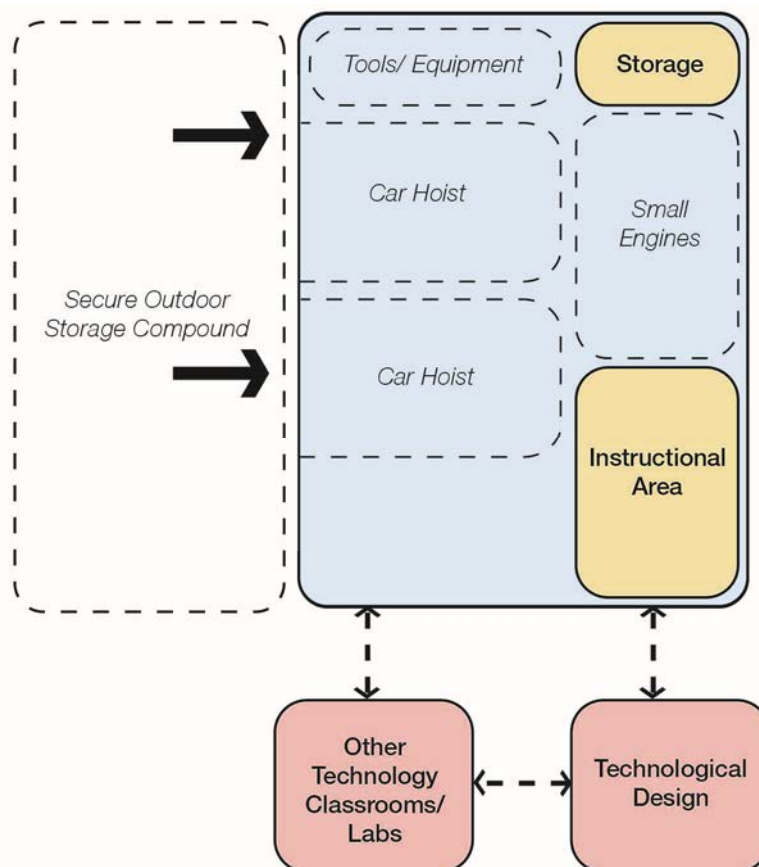 Tools/ Equipment
Storage
Car Hoist
Small
Engines
Secure Outdoor
Storage Compound
Car Hoist
Instructional
Area
Other
Technology
Classrooms/
Labs
Technological
Design